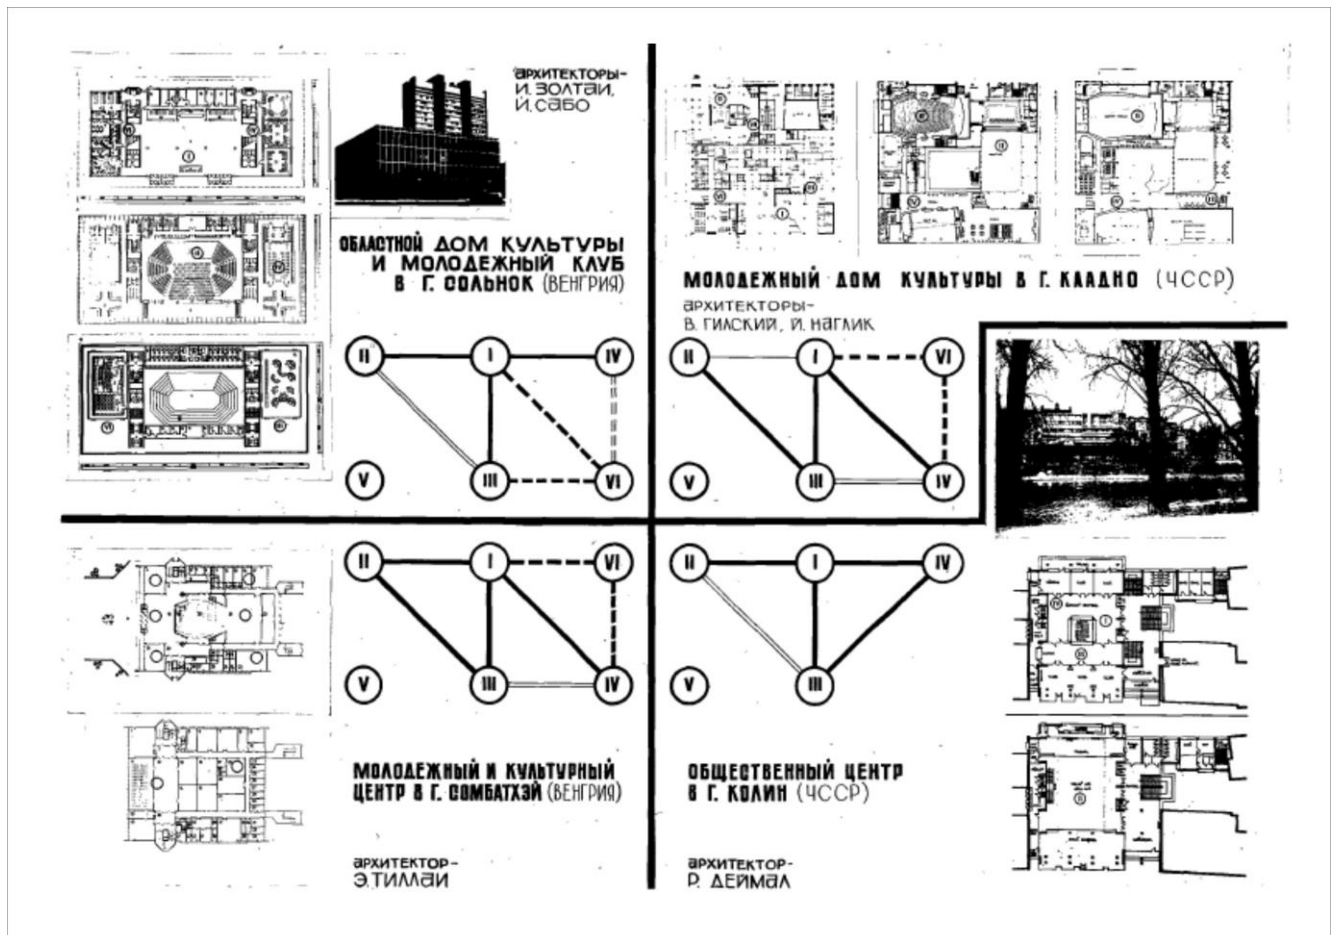 АРХИТЕКТОРЫ-
И. ЗОЛТАИ,
Й. САБО
ОБЛАСТНОЙ ДОМ КУЛЬТУРЫ
И МОЛОДЕЖНЫЙ КЛУБ
В Г. СОЛЬНОК (ВЕНГРИЯ)
II I IV
V III VI
МОЛОДЕЖНЫЙ ДОМ КУЛЬТУРЫ В Г. КЛАДНО (ЧССР)
АРХИТЕКТОРЫ-
В. ГИЛСКИЙ, Й. НАГЛИК
II I VI
V III IV
II I VI
V III IV
МОЛОДЕЖНЫЙ И КУЛЬТУРНЫЙ
ЦЕНТР В Г. СОМБАТХЭЙ (ВЕНГРИЯ)
АРХИТЕКТОР-
Э. ТИЛЛАИ
II I IV
V III
ОБЩЕСТВЕННЫЙ ЦЕНТР
В Г. КОЛИН (ЧССР)
АРХИТЕКТОР-
Р. ДЕЙМАЛ